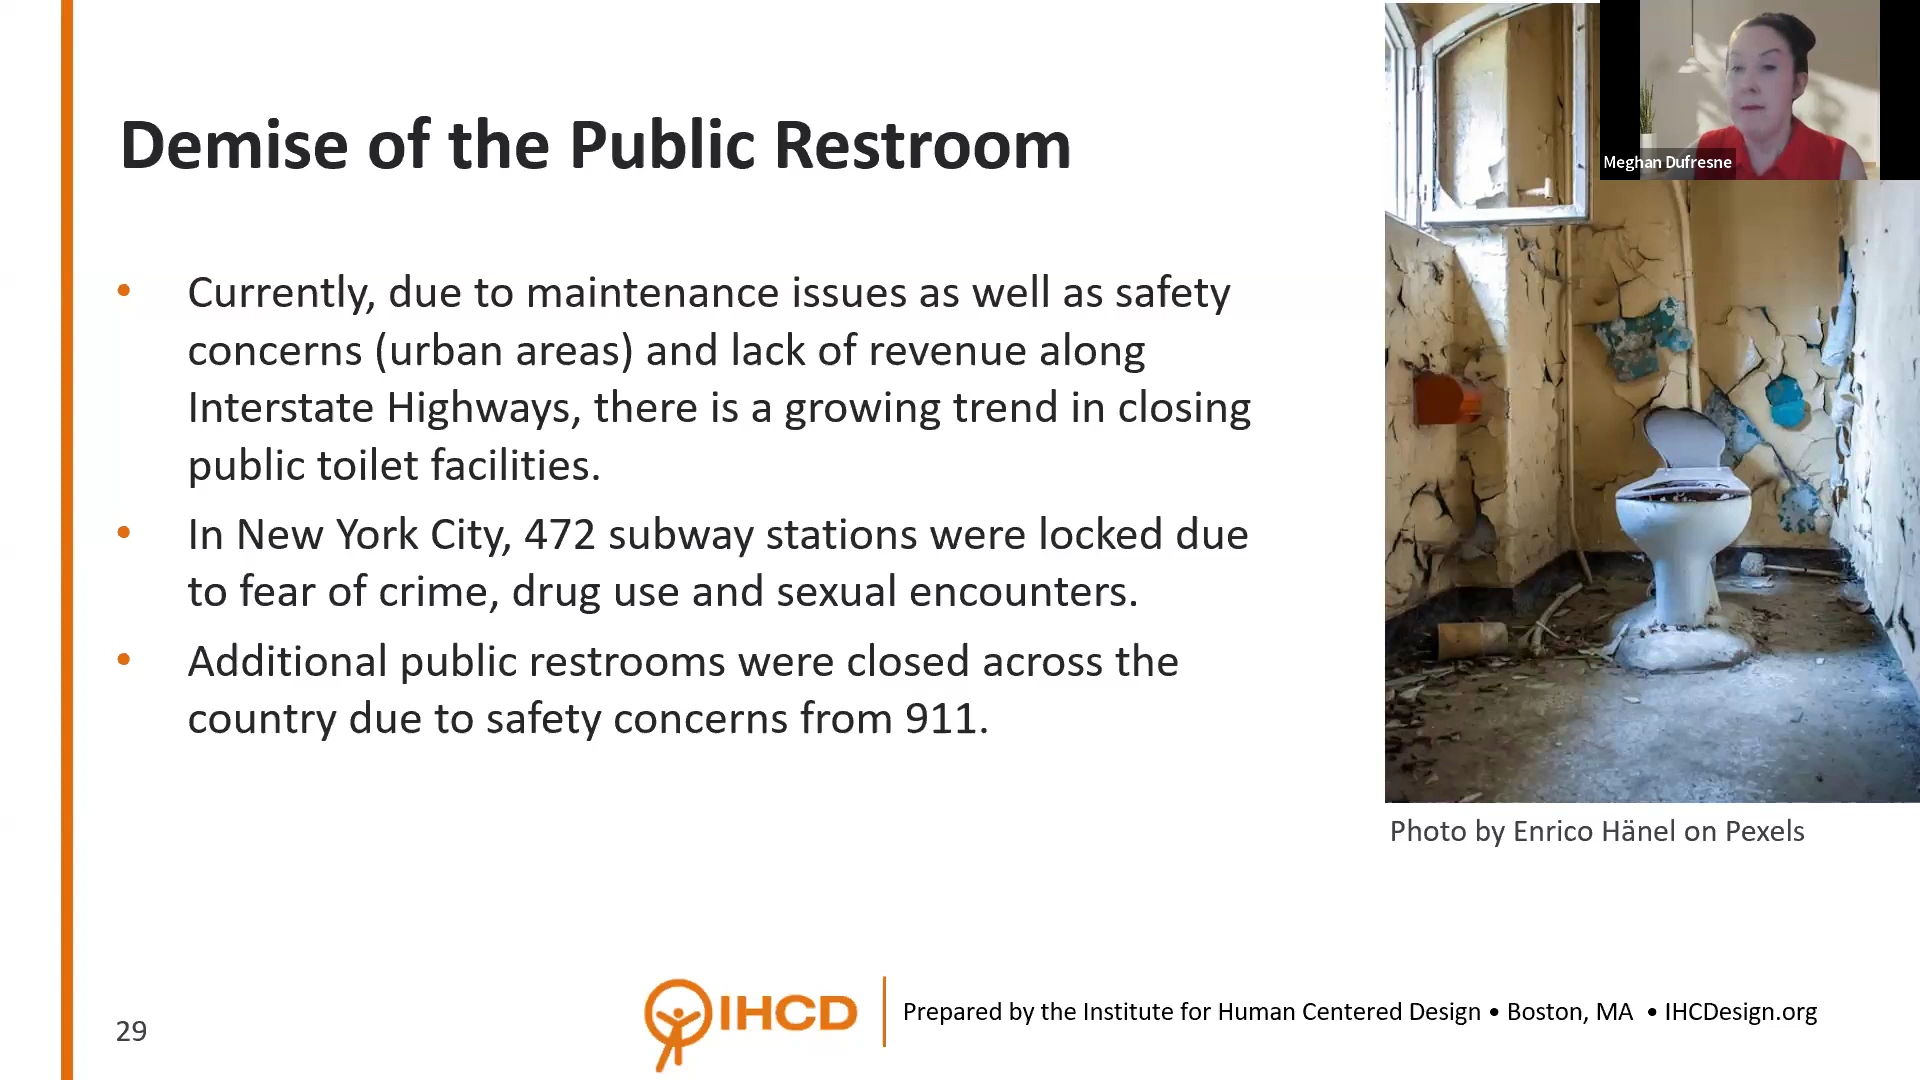 Demise of the Public Restroom
• Currently, due to maintenance issues as well as safety
concerns (urban areas) and lack of revenue along
Interstate Highways, there is a growing trend in closing
public toilet facilities.
• In New York City, 472 subway stations were locked due
to fear of crime, drug use and sexual encounters.
• Additional public restrooms were closed across the
country due to safety concerns from 911.
Meghan Dufresne
Photo by Enrico Hänel on Pexels
29
IHCD
Prepared by the Institute for Human Centered Design • Boston, MA • IHCDesign.org